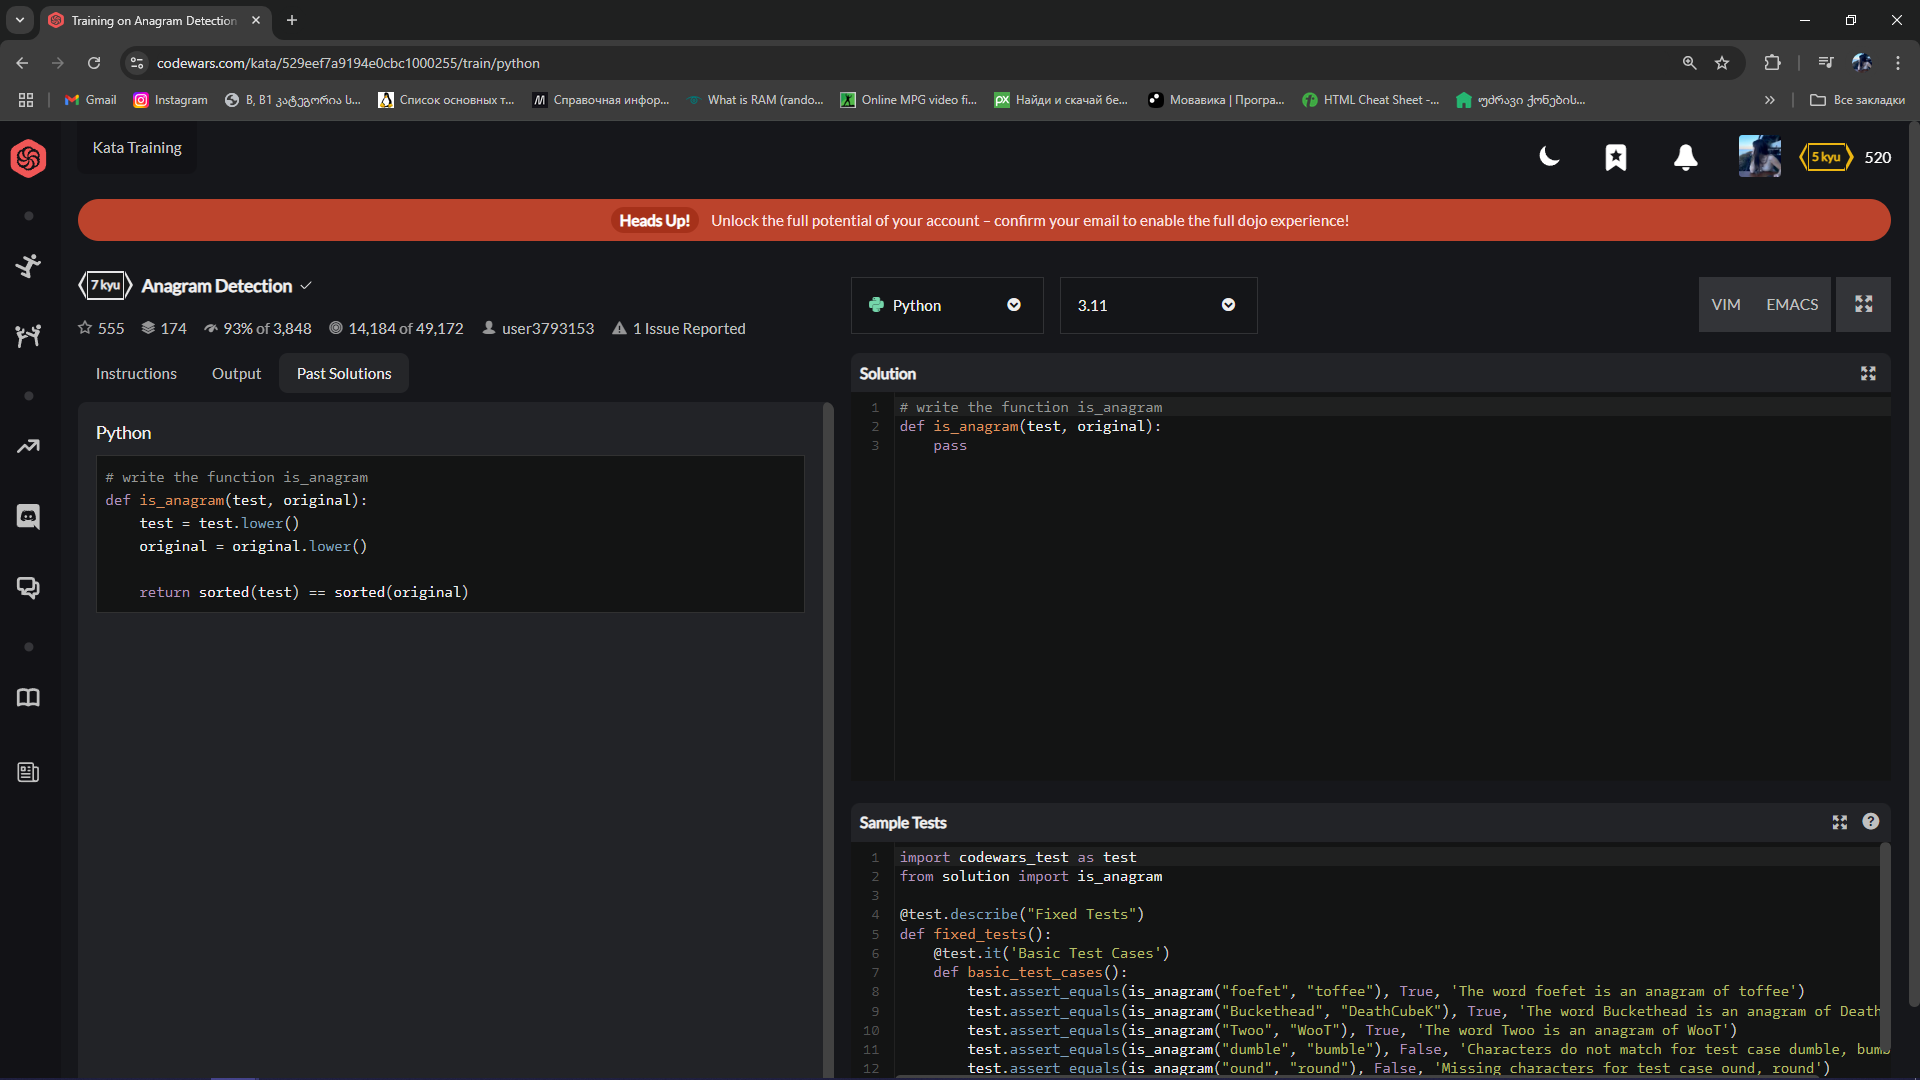 Training on Anagram Detection
codewars.com/kata/529eef7a9194e0cbc1000255/train/python
Gmail
Instagram
B, B1 კატეგორია ს...
Список основных т...
Справочная инфор...
What is RAM (rando...
Online MPG video fi...
Найди и скачай бе...
Мовавика | Програ...
HTML Cheat Sheet -...
უძრავი ქონების...
Все закладки
Kata Training
5 kyu
520
Heads Up! Unlock the full potential of your account – confirm your email to enable the full dojo experience!
7 kyu Anagram Detection
555 174 93% of 3,848 14,184 of 49,172 user3793153 1 Issue Reported
Instructions Output Past Solutions
Python
# write the function is_anagram
def is_anagram(test, original):
    test = test.lower()
    original = original.lower()
    return sorted(test) == sorted(original)
Python 3.11 VIM EMACS
Solution
1 # write the function is_anagram
2 def is_anagram(test, original):
3     pass
Sample Tests
1 import codewars_test as test
2 from solution import is_anagram
3
4 @test.describe("Fixed Tests")
5 def fixed_tests():
6     @test.it('Basic Test Cases')
7     def basic_test_cases():
8         test.assert_equals(is_anagram("foefet", "toffee"), True, 'The word foefet is an anagram of toffee')
9         test.assert_equals(is_anagram("Buckethead", "DeathCubeK"), True, 'The word Buckethead is an anagram of Death
10         test.assert_equals(is_anagram("Twoo", "WooT"), True, 'The word Twoo is an anagram of WooT')
11         test.assert_equals(is_anagram("dumble", "bumble"), False, 'Characters do not match for test case dumble, bumb
12         test.assert_equals(is_anagram("ound", "round"), False, 'Missing characters for test case ound, round')